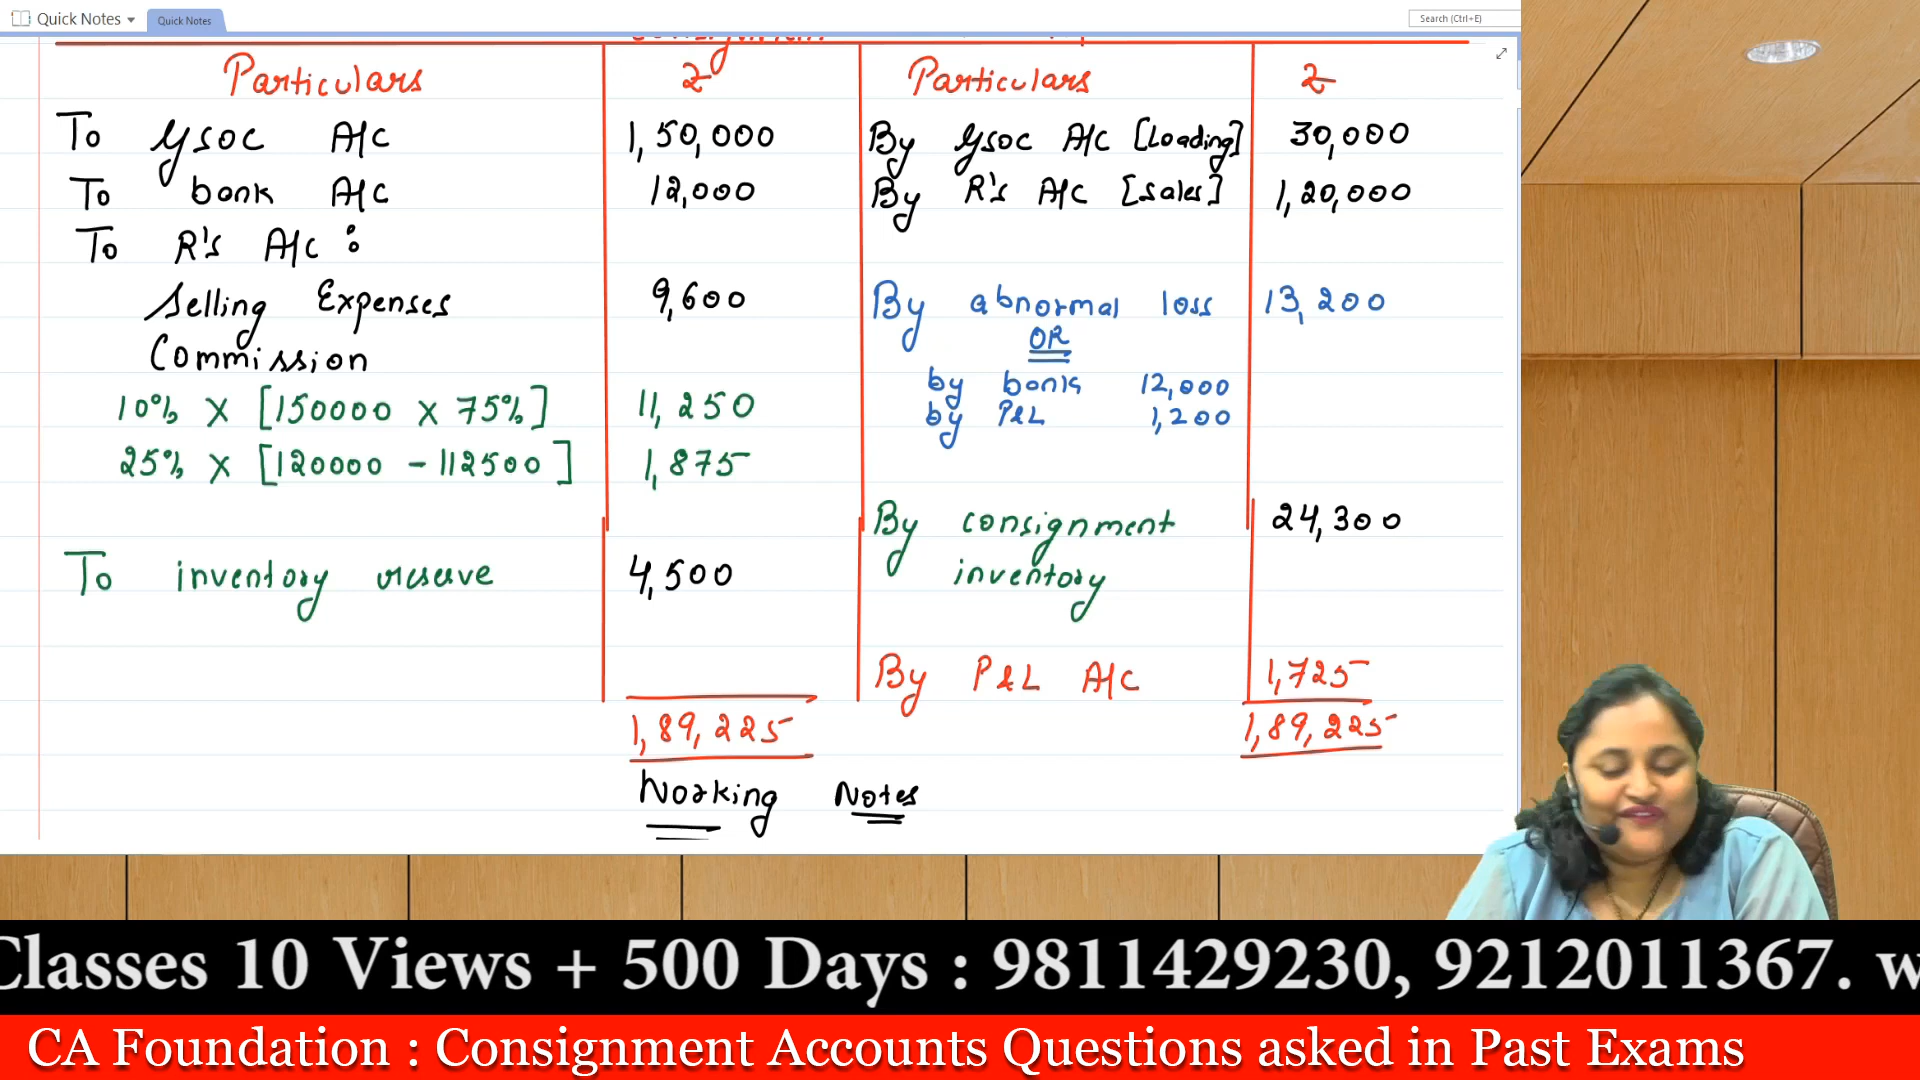 Quick Notes
Quick Notes
Search (Ctrl+E)
Particulars ₹ Particulars ₹
To GSOC A/C 1,50,000 By GSOC A/C [Loading] 30,000
To bank A/C 12,000 By R's A/C [Sales] 1,20,000
To R's A/C :
Selling Expenses 9,600 By abnormal loss 13,200
OR
Commission
by bank 12,000
10% x [150000 x 75%] 11,250
by P&L 1,200
25% x [120000 - 112500] 1,875
By consignment 24,300
To inventory reserve 4,500 inventory
By P&L A/C 1,725
1,89,225 1,89,225
Working Notes
Classes 10 Views + 500 Days : 9811429230, 9212011367. w
CA Foundation : Consignment Accounts Questions asked in Past Exams